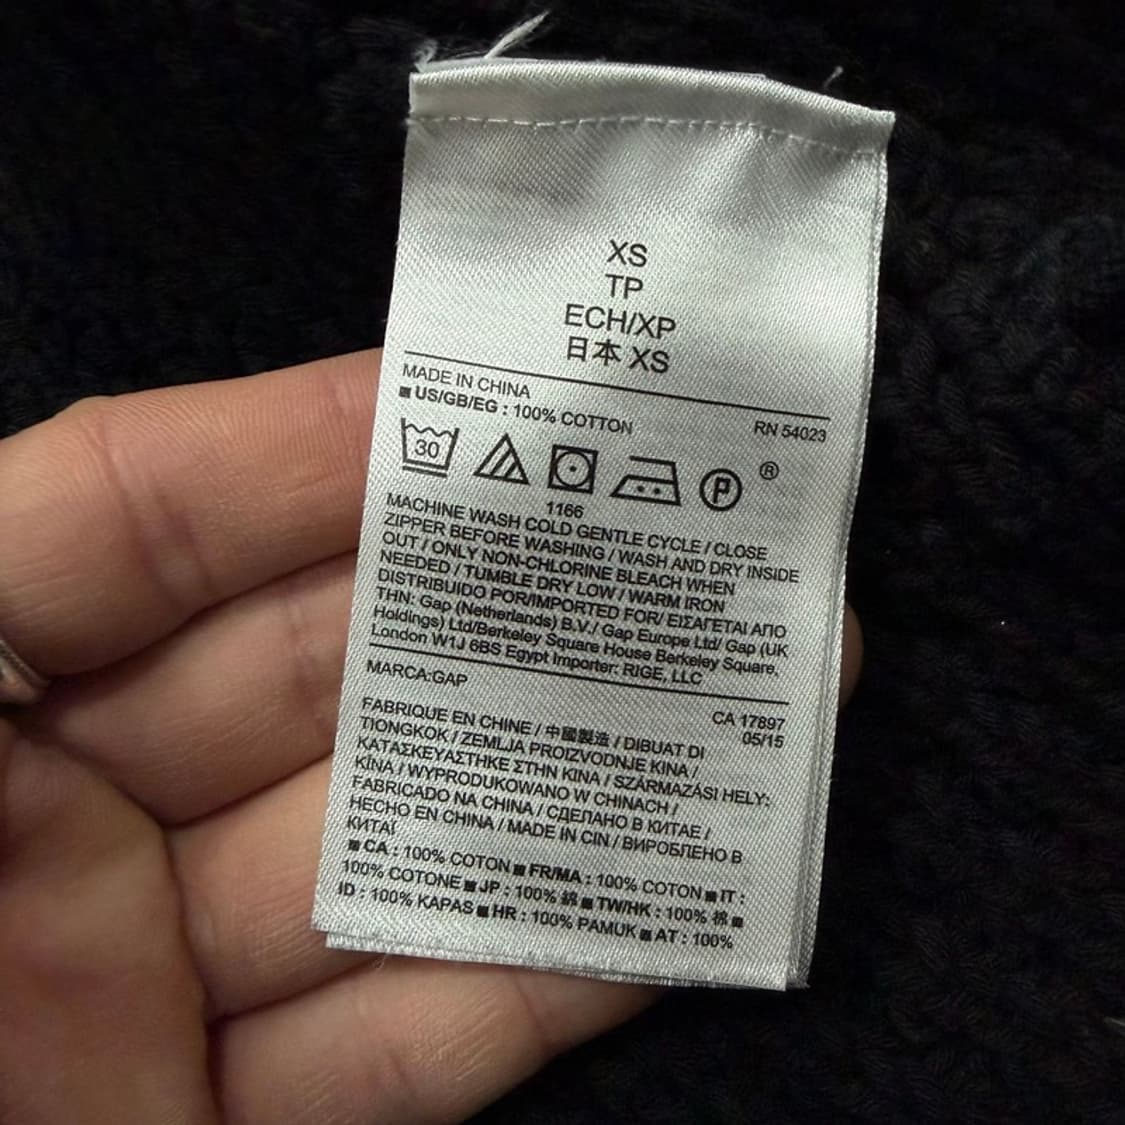 XS
TP
ECH/XP
日本 XS
MADE IN CHINA
■ US/GB/EG : 100% COTTON
RN 54023
30
P
®
1166
MACHINE WASH COLD GENTLE CYCLE / CLOSE
ZIPPER BEFORE WASHING / WASH AND DRY INSIDE
OUT / ONLY NON-CHLORINE BLEACH WHEN
NEEDED / TUMBLE DRY LOW / WARM IRON
DISTRIBUIDO POR/IMPORTED FOR/ ΕΙΣΑΓΕΤΑΙ ΑΠΟ
THN: Gap (Netherlands) B.V./ Gap Europe Ltd/ Gap (UK
Holdings) Ltd/Berkeley Square House Berkeley Square,
London W1J 6BS Egypt Importer: RIGE, LLC
MARCA:GAP
CA 17897
05/15
FABRIQUE EN CHINE / 中國製造 / DIBUAT DI
TIONGKOK / ZEMLJA PROIZVODNJE KINA /
ΚΑΤΑΣΚΕΥΑΣΤΗΚΕ ΣΤΗΝ ΚΙΝΑ / SZÁRMAZÁSI HELY:
KÍNA / WYPRODUKOWANO W CHINACH /
FABRICADO NA CHINA / СДЕЛАНО В КИТАЕ /
HECHO EN CHINA / MADE IN CIN / ВИРОБЛЕНО В
КИТАЇ
■ CA : 100% COTON ■ FR/MA : 100% COTON ■ IT :
100% COTONE ■ JP : 100% 綿 ■ TW/HK : 100% 棉 ■
ID : 100% KAPAS ■ HR : 100% PAMUK ■ AT : 100%